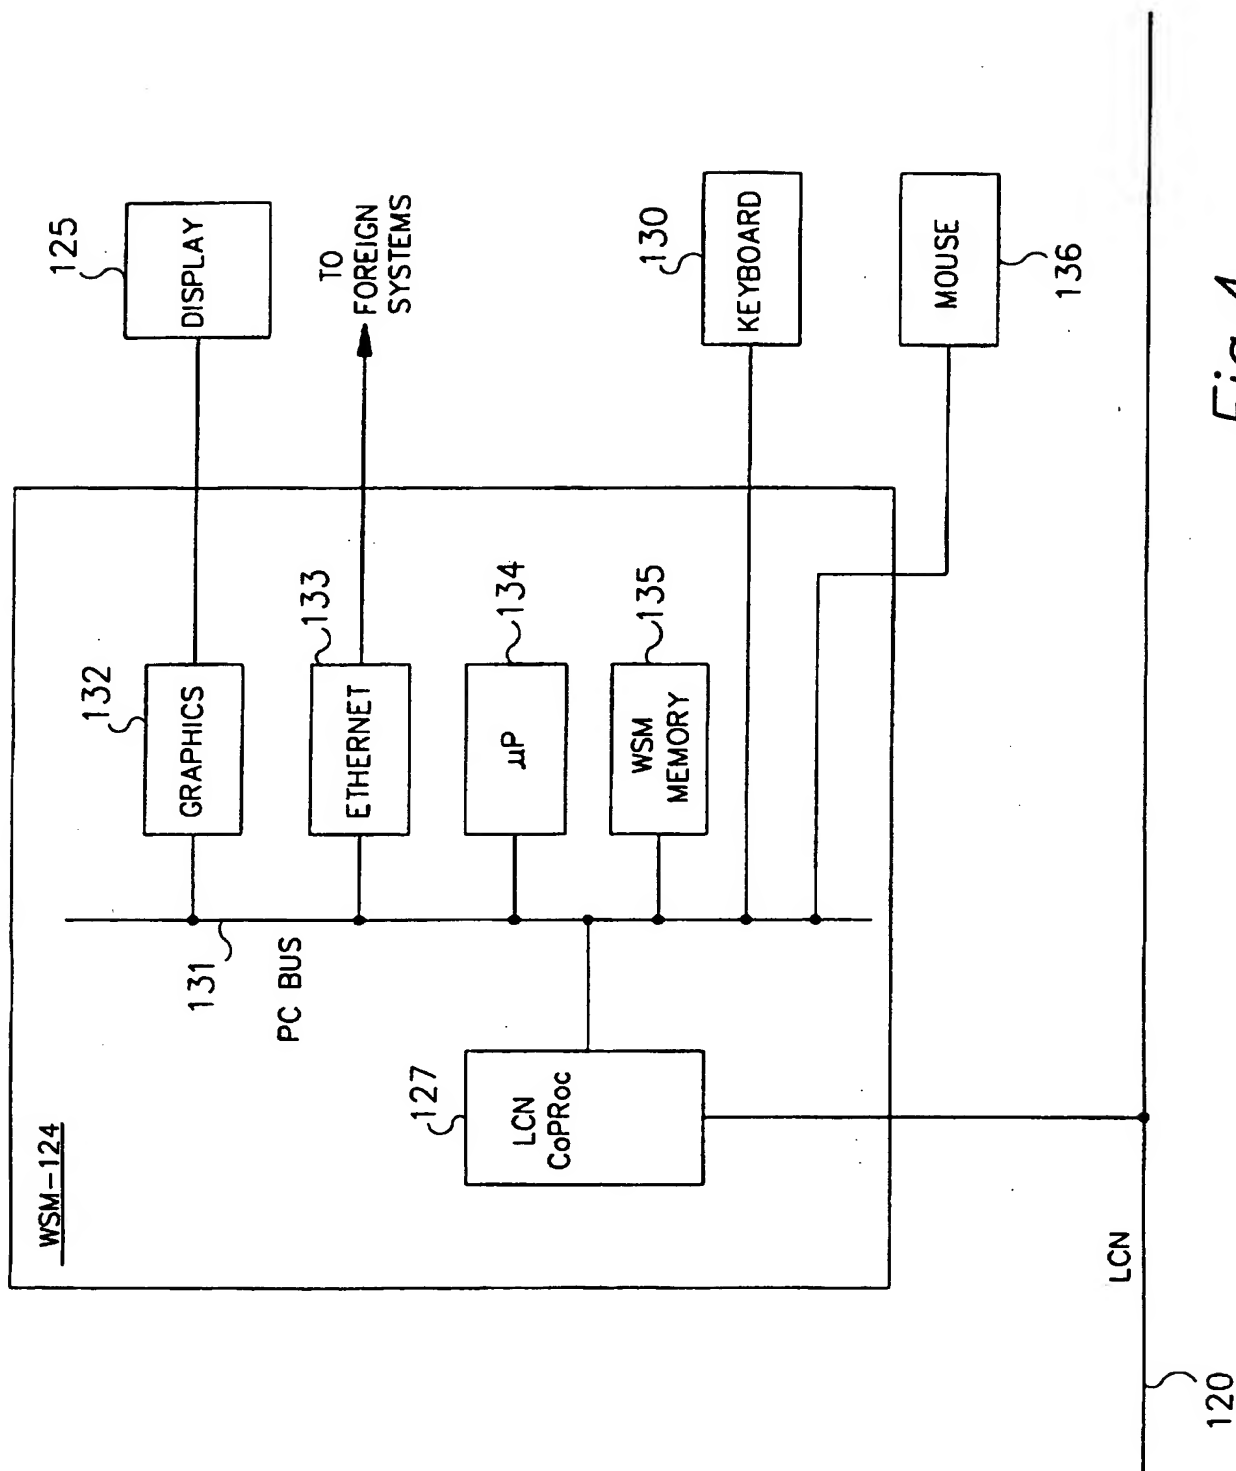 WSM-124
127
LCN
CoPRoc
131
PC BUS
132
GRAPHICS
133
ETHERNET
134
µP
135
WSM
MEMORY
125
DISPLAY
TO
FOREIGN
SYSTEMS
130
KEYBOARD
MOUSE
136
LCN
120